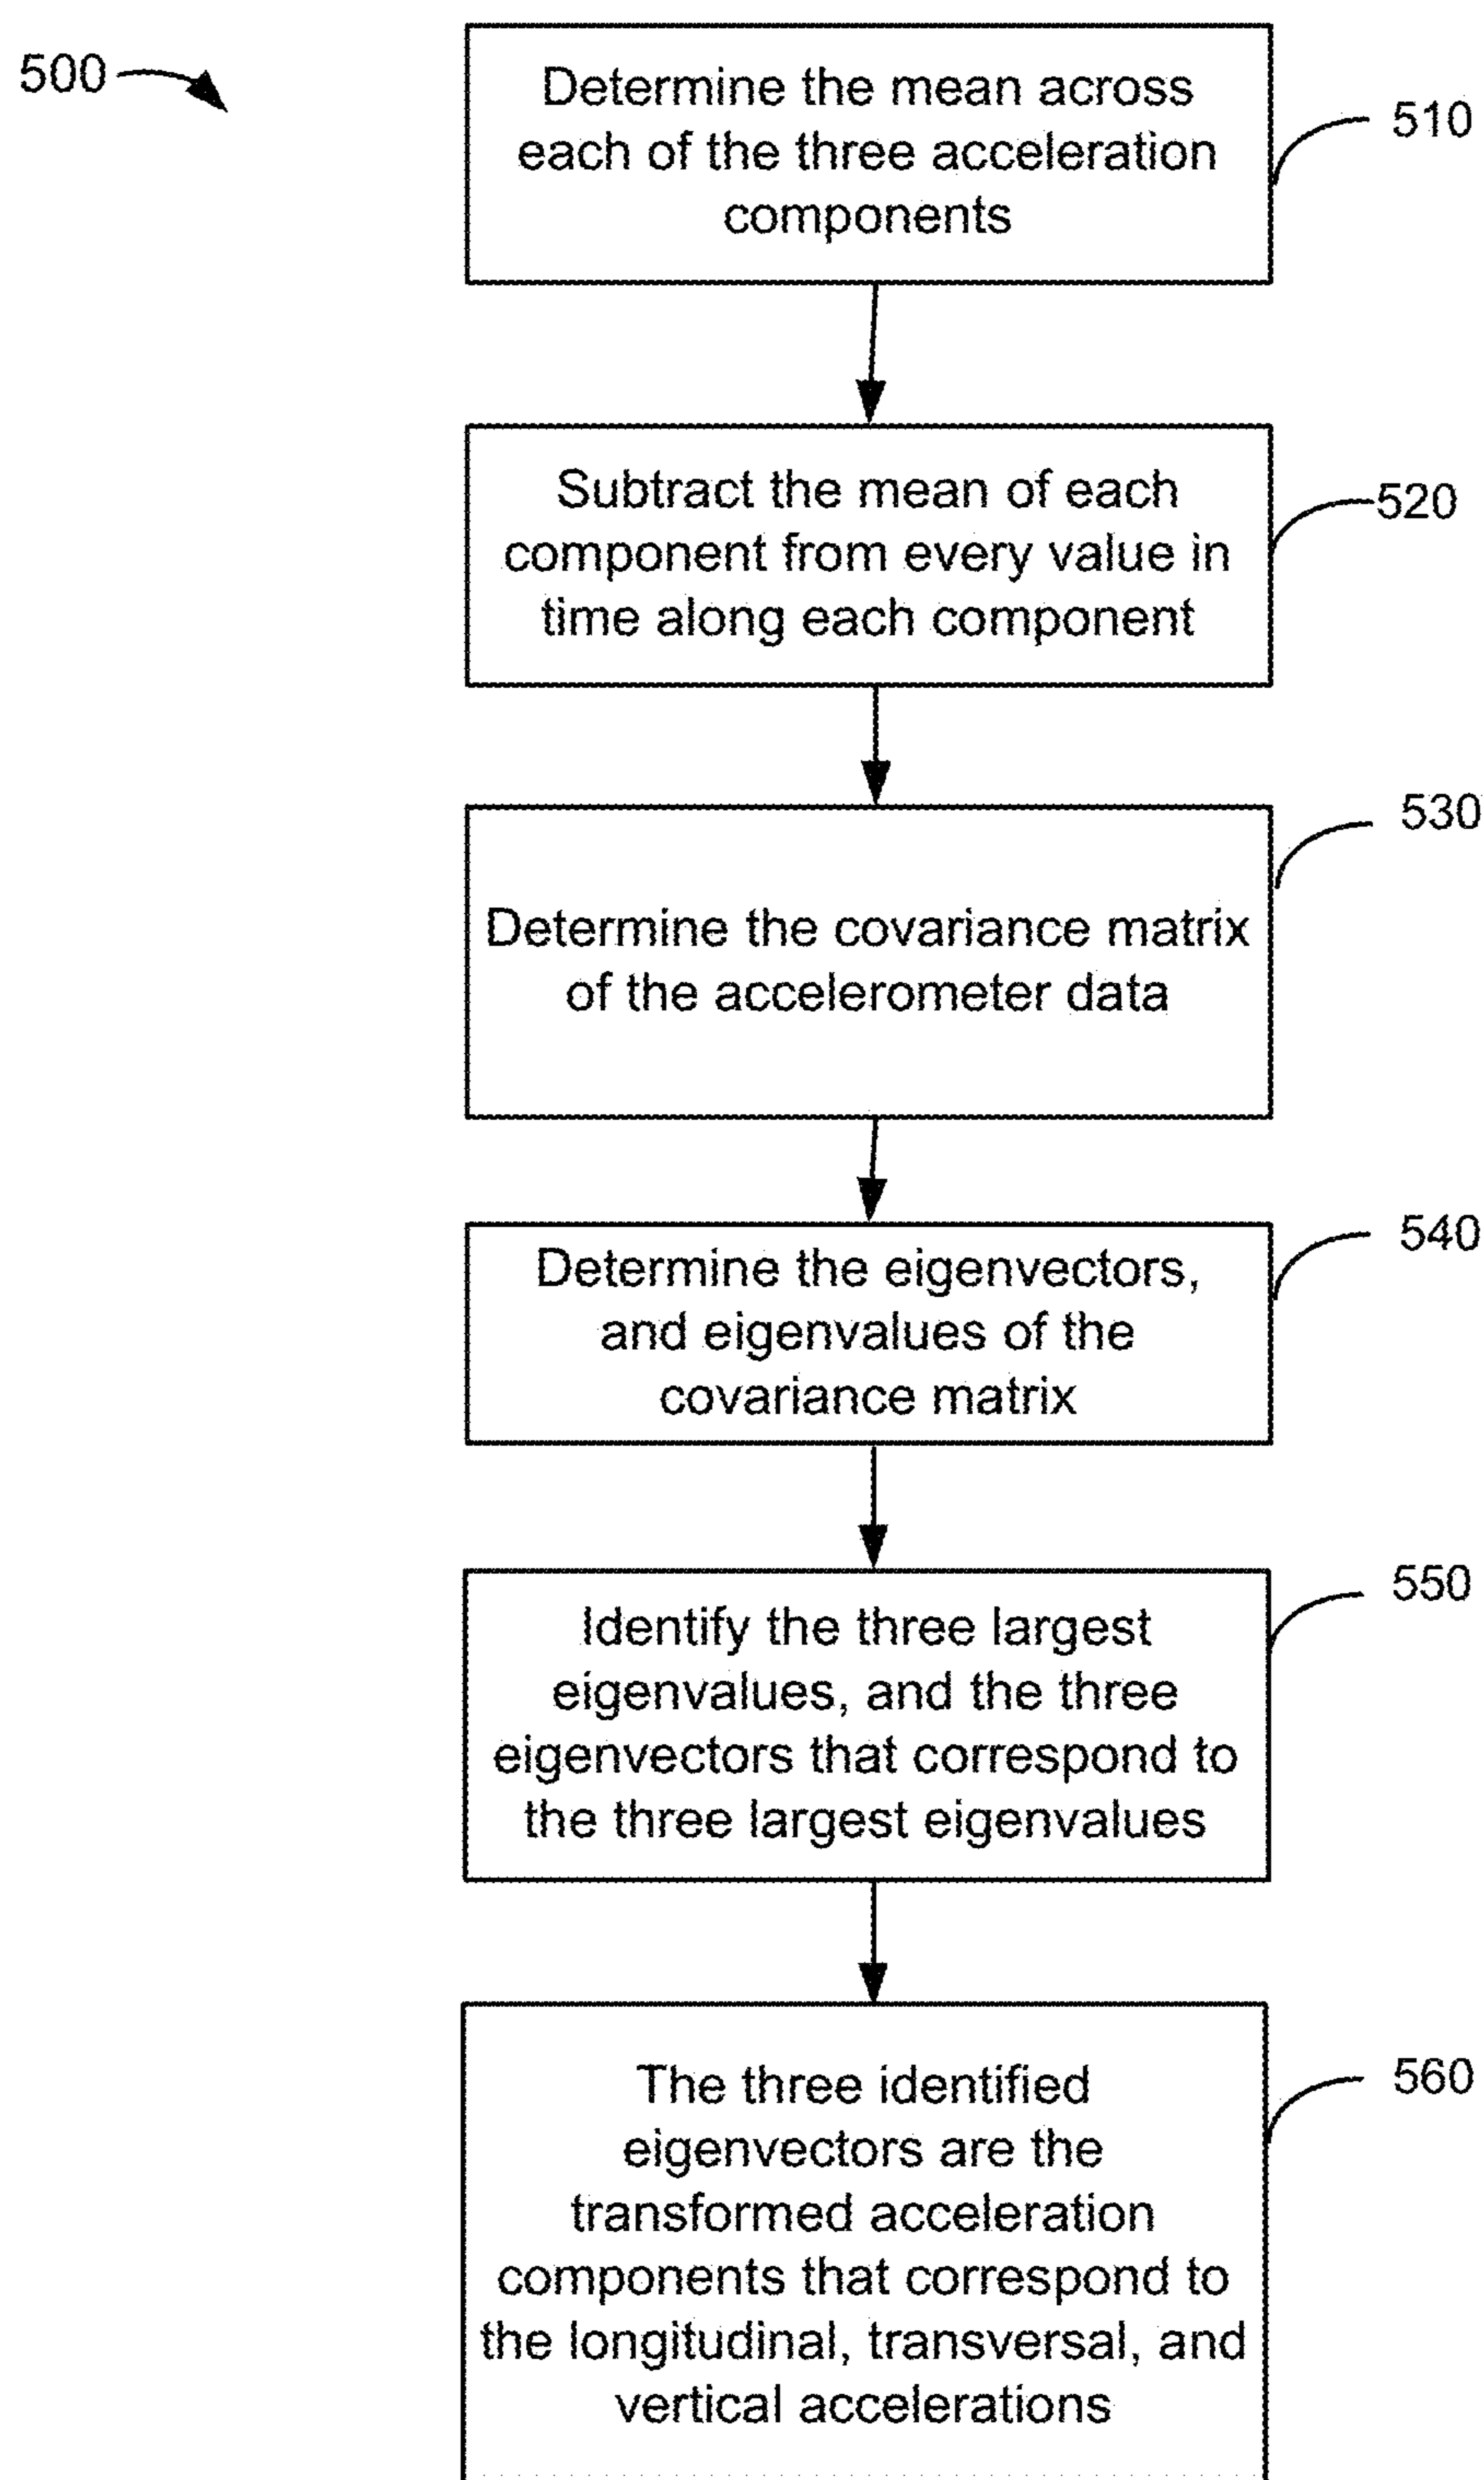 500
Determine the mean across
each of the three acceleration
components
510
Subtract the mean of each
component from every value in
time along each component
520
530
Determine the covariance matrix
of the accelerometer data
540
Determine the eigenvectors,
and eigenvalues of the
covariance matrix
550
Identify the three largest
eigenvalues, and the three
eigenvectors that correspond to
the three largest eigenvalues
560
The three identified
eigenvectors are the
transformed acceleration
components that correspond to
the longitudinal, transversal, and
vertical accelerations